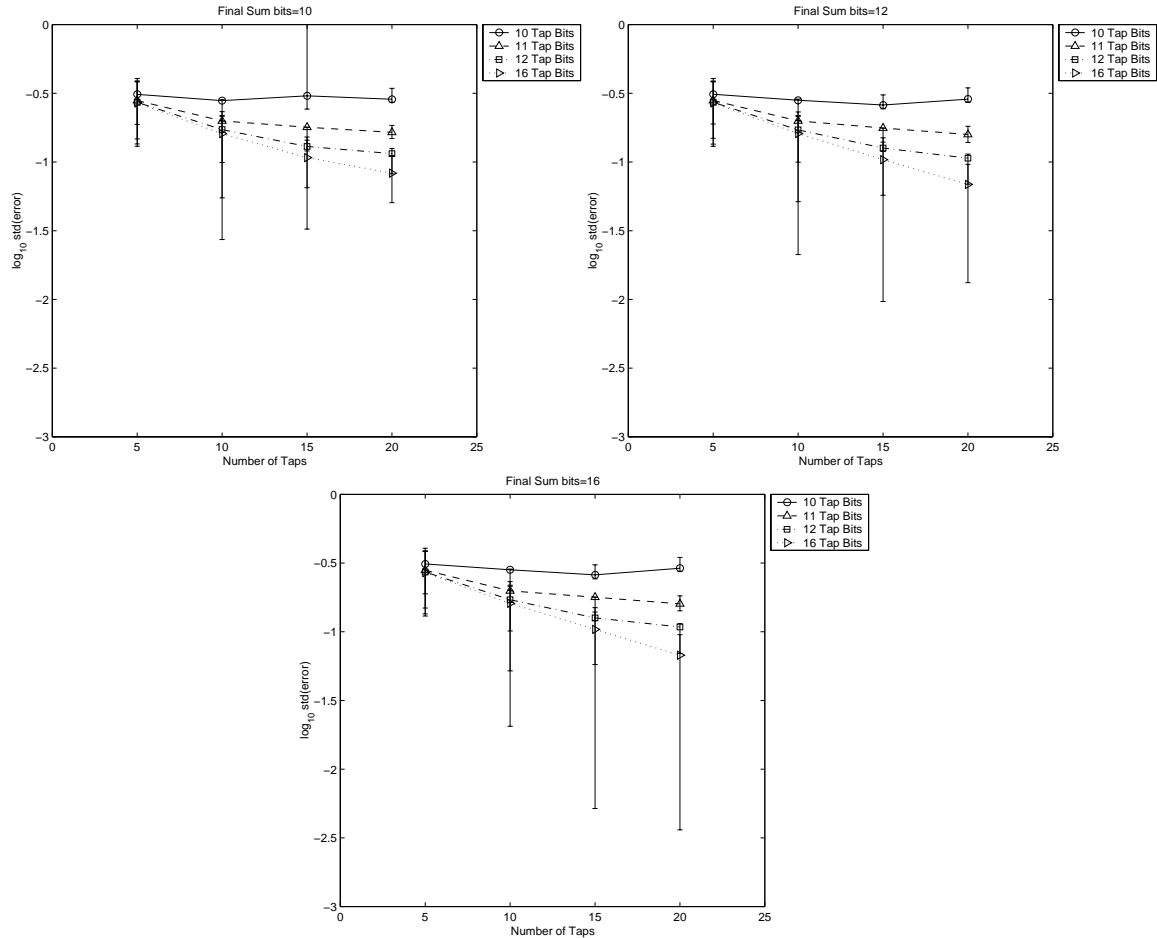 Final Sum bits=10
0
−0.5
−1
−1.5
−2
−2.5
−3
log10 std(error)
0 5 10 15 20 25
Number of Taps
10 Tap Bits
11 Tap Bits
12 Tap Bits
16 Tap Bits
Final Sum bits=12
0
−0.5
−1
−1.5
−2
−2.5
−3
log10 std(error)
0 5 10 15 20 25
Number of Taps
10 Tap Bits
11 Tap Bits
12 Tap Bits
16 Tap Bits
Final Sum bits=16
0
−0.5
−1
−1.5
−2
−2.5
−3
log10 std(error)
0 5 10 15 20 25
Number of Taps
10 Tap Bits
11 Tap Bits
12 Tap Bits
16 Tap Bits